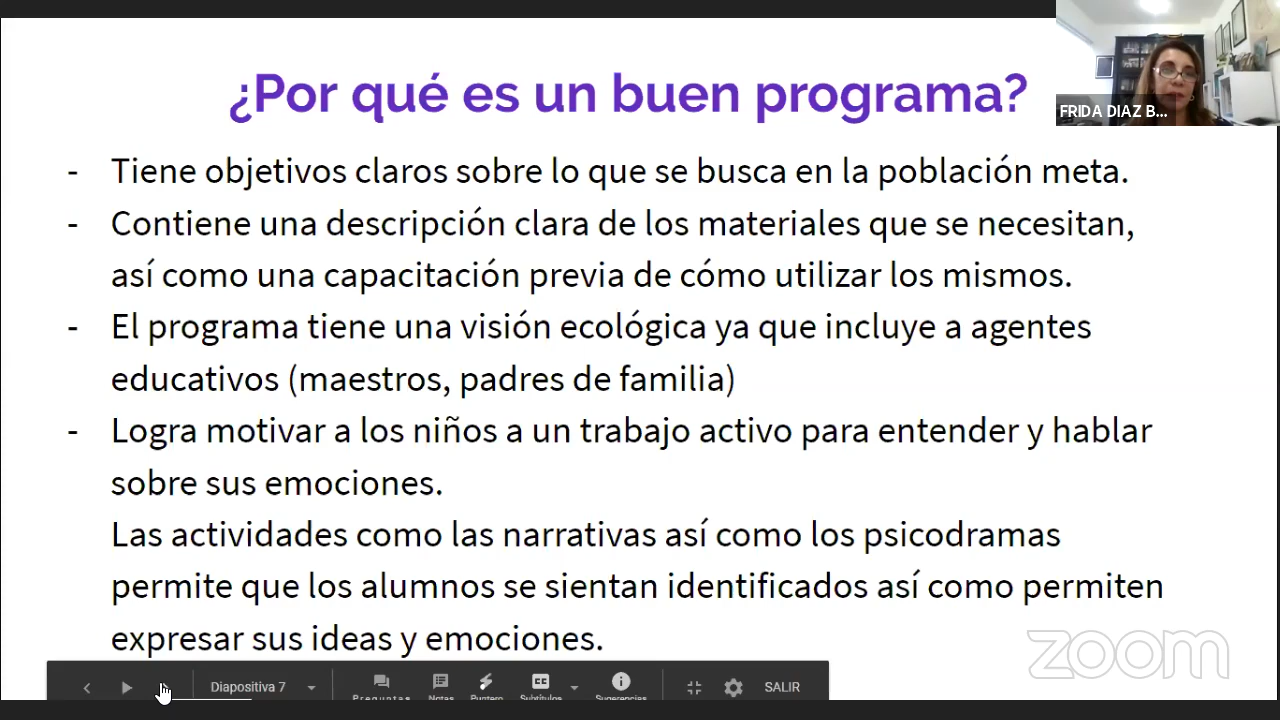 ¿Por qué es un buen programa?
FRIDA DIAZ B...
- Tiene objetivos claros sobre lo que se busca en la población meta.
- Contiene una descripción clara de los materiales que se necesitan,
así como una capacitación previa de cómo utilizar los mismos.
- El programa tiene una visión ecológica ya que incluye a agentes
educativos (maestros, padres de familia)
- Logra motivar a los niños a un trabajo activo para entender y hablar
sobre sus emociones.
Las actividades como las narrativas así como los psicodramas
permite que los alumnos se sientan identificados así como permiten
expresar sus ideas y emociones.
zoom
Diapositiva 7
Preguntas
Notas
Puntero
CC
Subtítulos
Sugerencias
SALIR